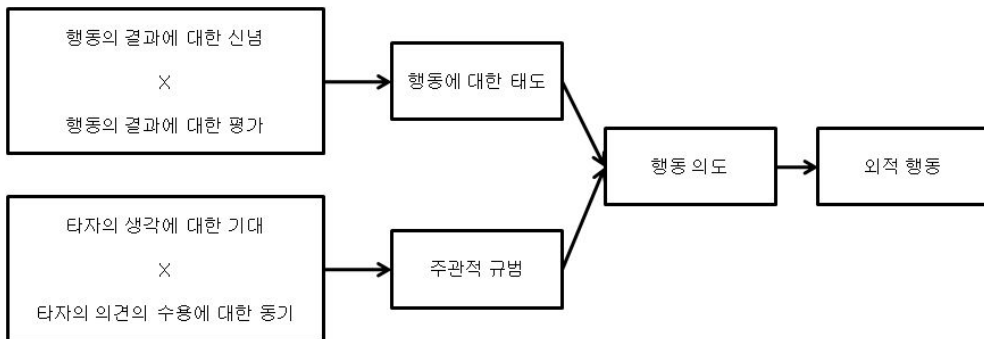 행동의 결과에 대한 신념
X
행동의 결과에 대한 평가
행동에 대한 태도
타자의 생각에 대한 기대
X
타자의 의견의 수용에 대한 동기
주관적 규범
행동 의도
외적 행동